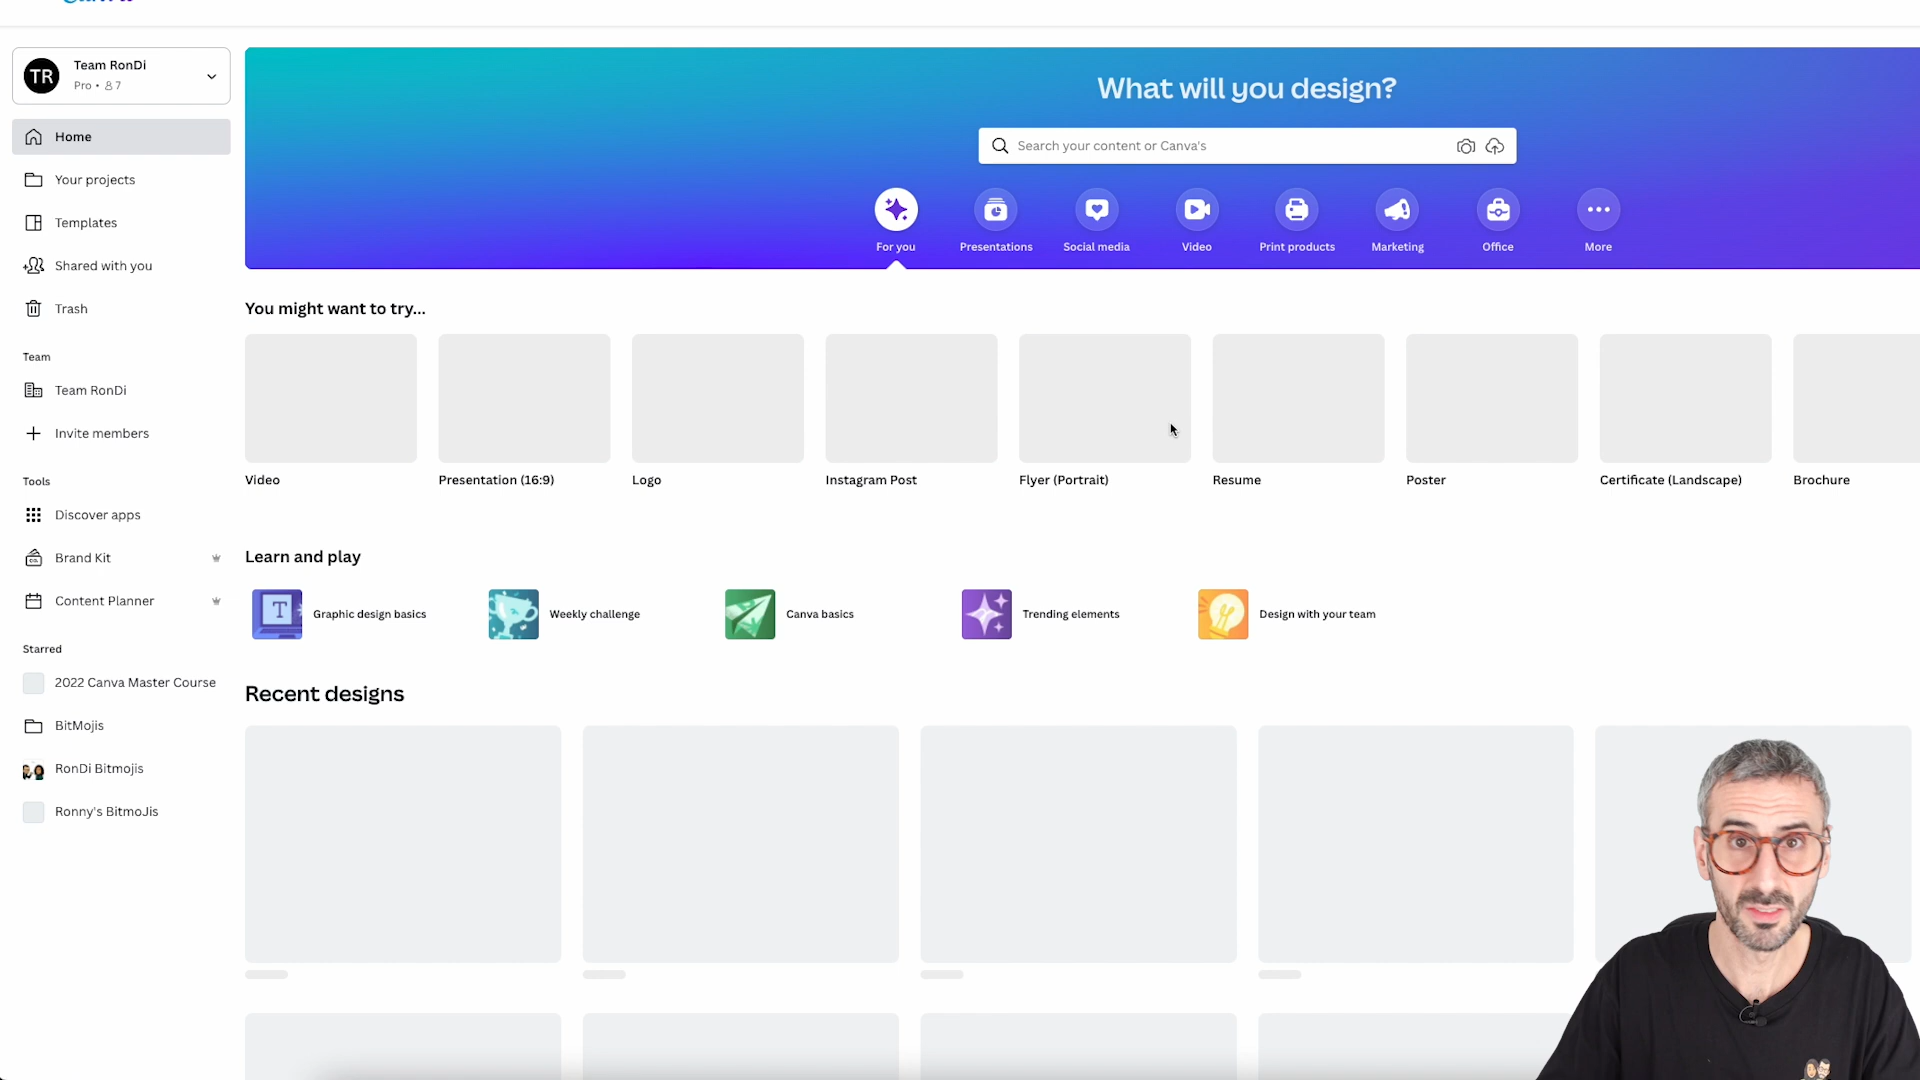 TR
Team RonDi
Pro • 7
Home
Your projects
Templates
Shared with you
Trash
Team
Team RonDi
Invite members
Tools
Discover apps
Brand Kit
Content Planner
Starred
2022 Canva Master Course
BitMojis
RonDi Bitmojis
Ronny's BitmoJis
What will you design?
Search your content or Canva's
For you
Presentations
Social media
Video
Print products
Marketing
Office
More
You might want to try...
Video
Presentation (16:9)
Logo
Instagram Post
Flyer (Portrait)
Resume
Poster
Certificate (Landscape)
Brochure
Learn and play
T
Graphic design basics
Weekly challenge
Canva basics
Trending elements
Design with your team
Recent designs